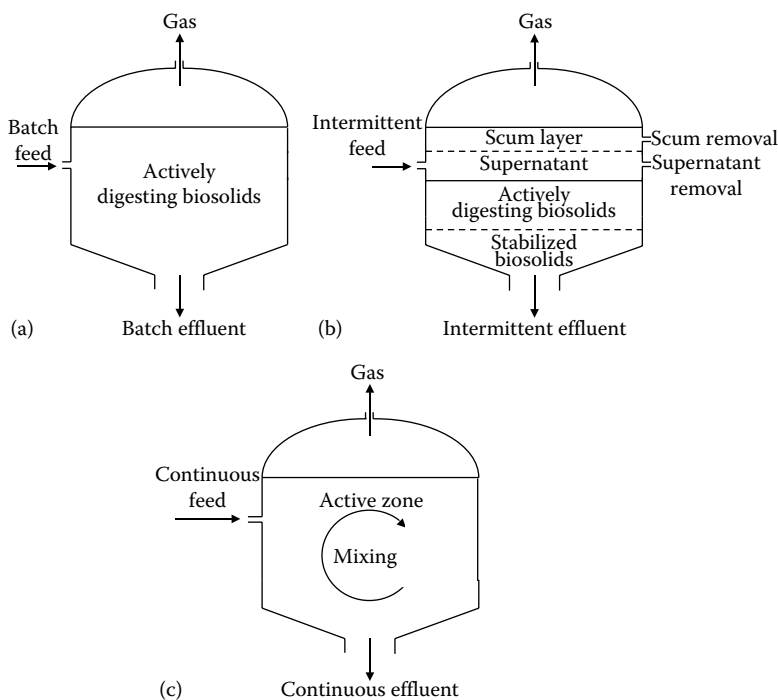 Gas
Batch
feed
Actively
digesting biosolids
(a)
Batch effluent
Gas
Intermittent
feed
Scum layer
Scum removal
Supernatant
Supernatant
removal
Actively
digesting biosolids
Stabilized
biosolids
(b)
Intermittent effluent
Gas
Continuous
feed
Active zone
Mixing
(c)
Continuous effluent